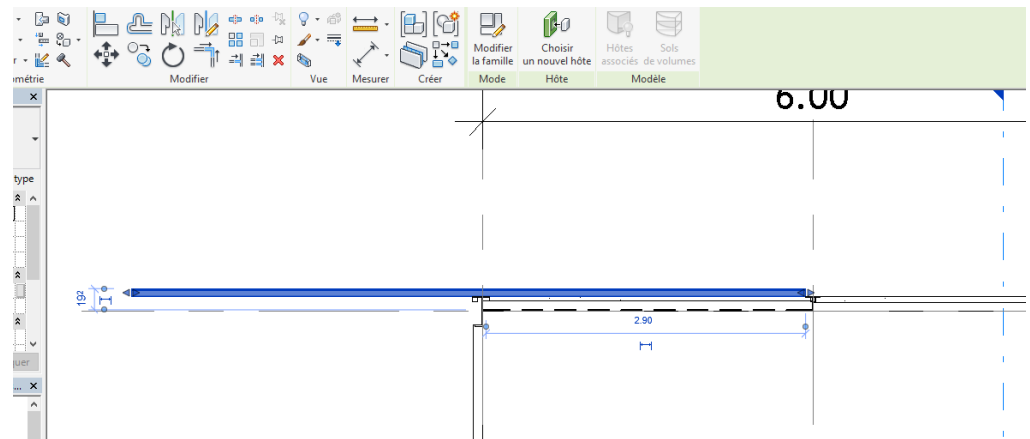 ométrie
Modifier
Vue
Mesurer
Créer
Modifier
la famille
Mode
Choisir
un nouvel hôte
Hôte
Hôtes
associés
Sols
de volumes
Modèle
type
quer
...
6.00
19²
2.90